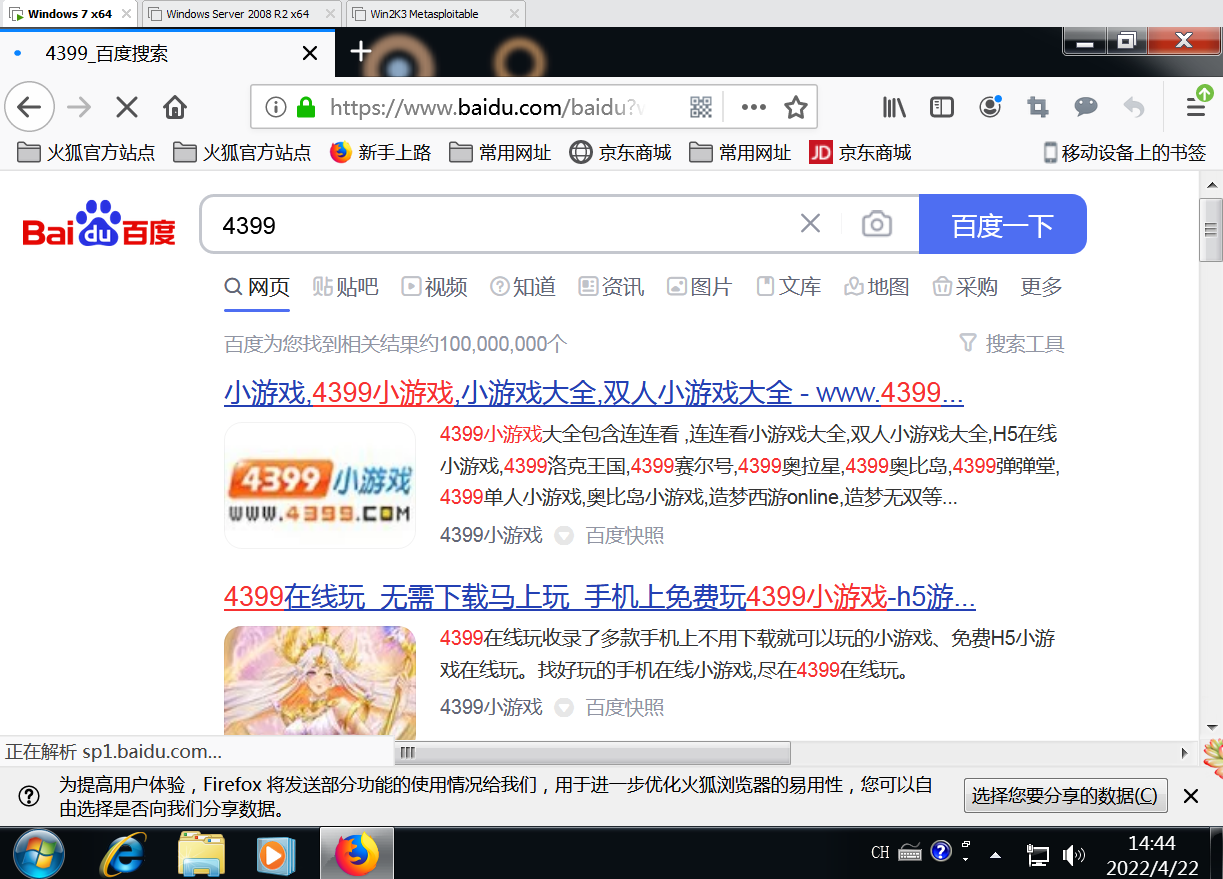 Windows 7 x64
Windows Server 2008 R2 x64
Win2K3 Metasploitable
4399_百度搜索
https://www.baidu.com/baidu?
火狐官方站点
火狐官方站点
新手上路
常用网址
京东商城
常用网址
JD 京东商城
移动设备上的书签
Bai du 百度
4399
百度一下
网页
贴 贴吧
视频
知道
资讯
图片
文库
地图
采购
更多
百度为您找到相关结果约100,000,000个
搜索工具
小游戏,4399小游戏,小游戏大全,双人小游戏大全 - www.4399...
4399小游戏
WWW.4399.COM
4399小游戏大全包含连连看 ,连连看小游戏大全,双人小游戏大全,H5在线
小游戏,4399洛克王国,4399赛尔号,4399奥拉星,4399奥比岛,4399弹弹堂,
4399单人小游戏,奥比岛小游戏,造梦西游online,造梦无双等...
4399小游戏 百度快照
4399在线玩_无需下载马上玩_手机上免费玩4399小游戏-h5游...
4399在线玩收录了多款手机上不用下载就可以玩的小游戏、免费H5小游
戏在线玩。找好玩的手机在线小游戏,尽在4399在线玩。
4399小游戏 百度快照
正在解析 sp1.baidu.com...
为提高用户体验，Firefox 将发送部分功能的使用情况给我们，用于进一步优化火狐浏览器的易用性，您可以自
由选择是否向我们分享数据。
选择您要分享的数据(C)
CH
14:44
2022/4/22